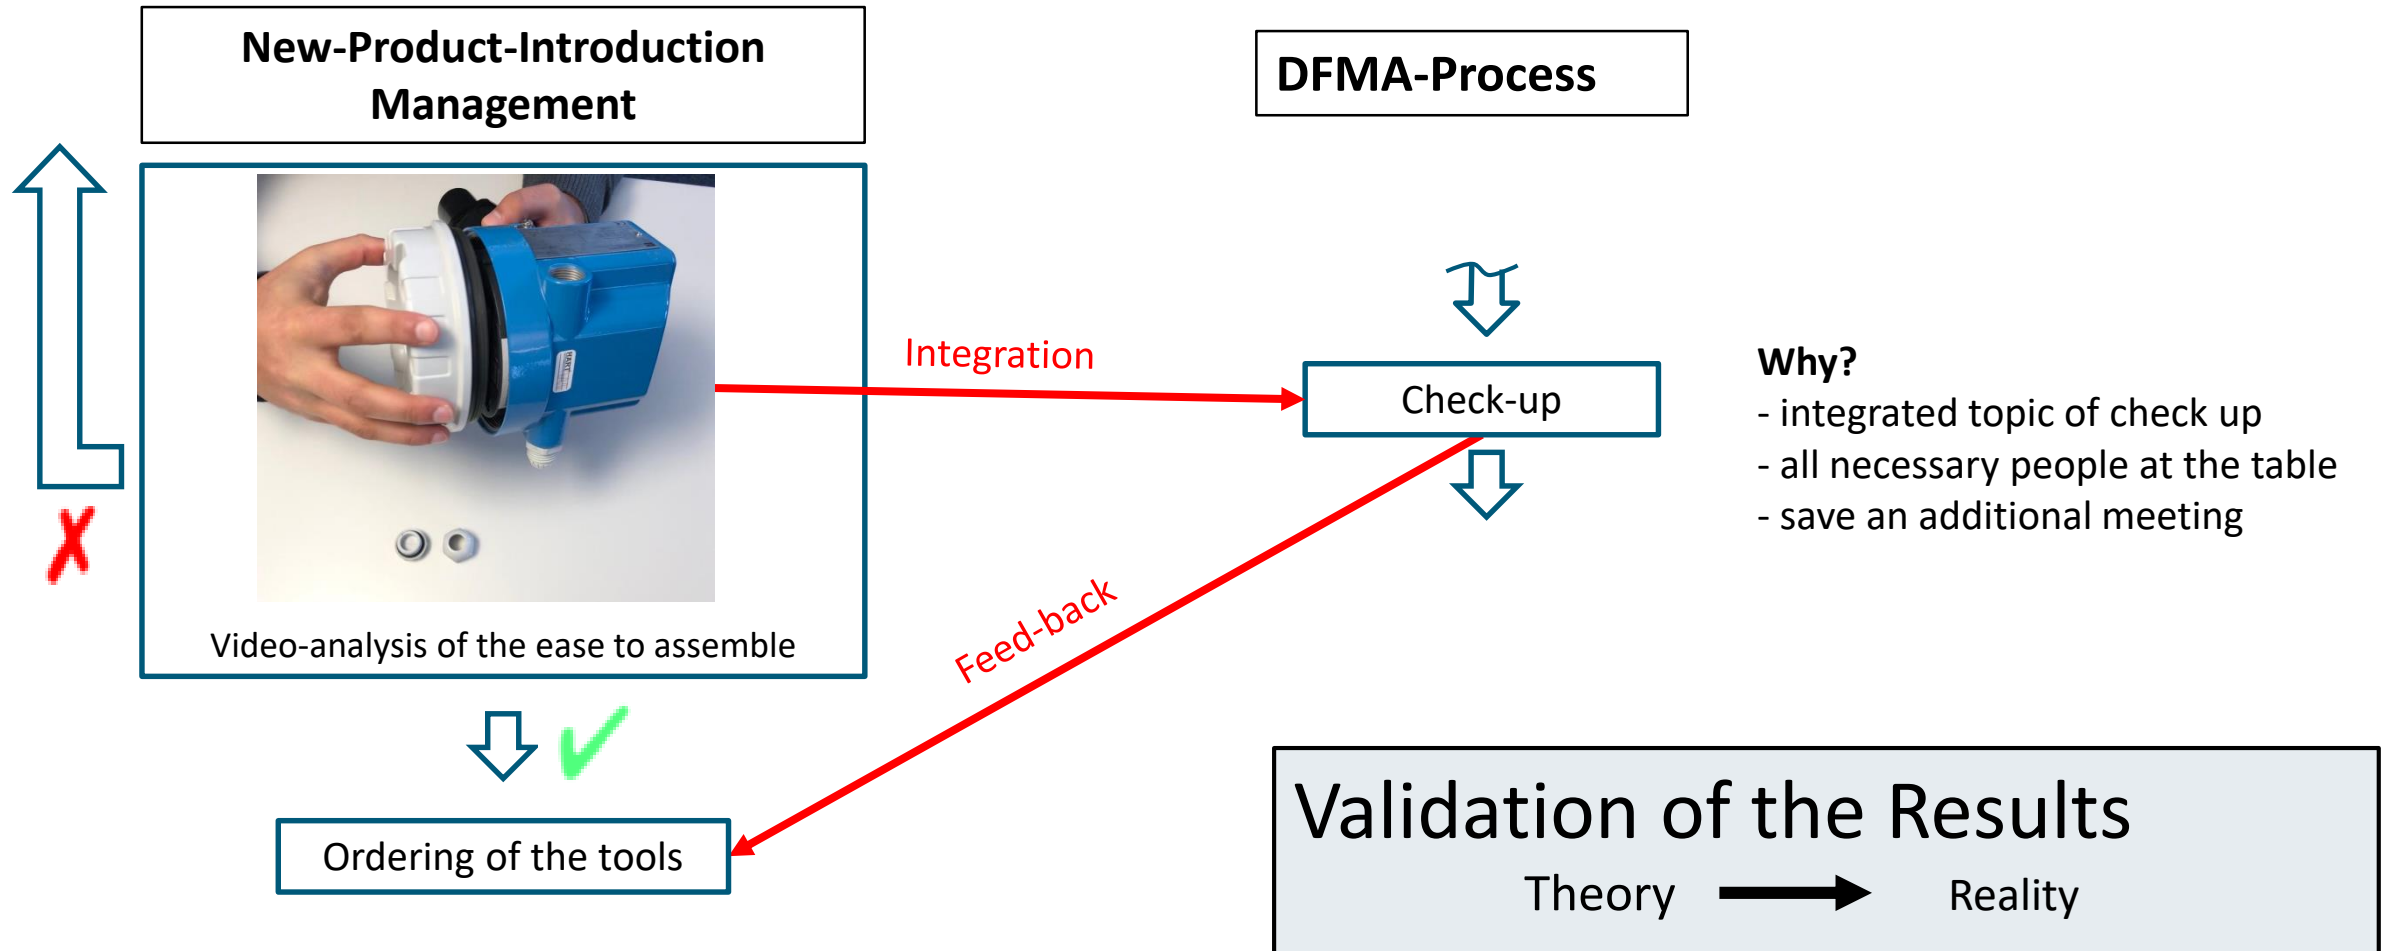 New-Product-Introduction
Management
DFMA-Process
Integration
Check-up
Why?
- integrated topic of check up
- all necessary people at the table
- save an additional meeting
HART
Video-analysis of the ease to assemble
Feed-back
Ordering of the tools
Validation of the Results
Theory
Reality